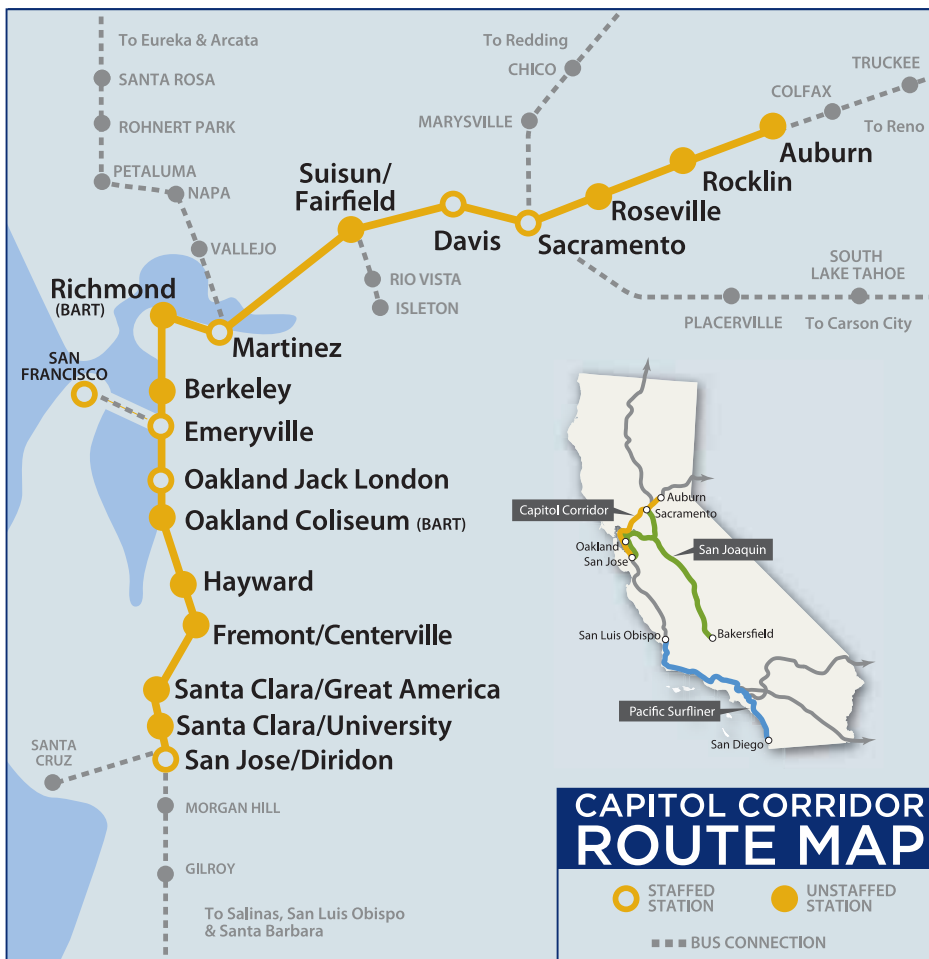 To Eureka & Arcata
SANTA ROSA
ROHNERT PARK
PETALUMA
NAPA
VALLEJO
To Redding
CHICO
MARYSVILLE
TRUCKEE
COLFAX
To Reno
Auburn
Rocklin
Roseville
Sacramento
Davis
Suisun/
Fairfield
RIO VISTA
ISLETON
SOUTH
LAKE TAHOE
PLACERVILLE
To Carson City
Richmond
(BART)
Martinez
SAN
FRANCISCO
Berkeley
Emeryville
Oakland Jack London
Oakland Coliseum (BART)
Hayward
Fremont/Centerville
Santa Clara/Great America
Santa Clara/University
San Jose/Diridon
SANTA
CRUZ
MORGAN HILL
GILROY
To Salinas, San Luis Obispo
& Santa Barbara
Auburn
Sacramento
Capitol Corridor
Oakland
San Jose
San Joaquin
San Luis Obispo
Bakersfield
Pacific Surfliner
San Diego
CAPITOL CORRIDOR
ROUTE MAP
STAFFED
STATION
UNSTAFFED
STATION
BUS CONNECTION